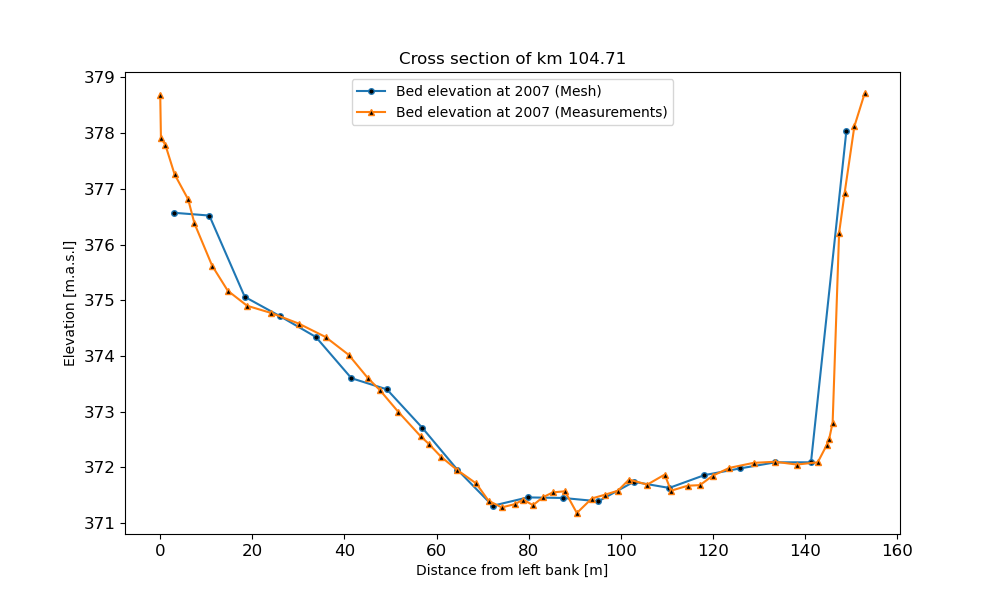 Cross section of km 104.71
Bed elevation at 2007 (Mesh)
Bed elevation at 2007 (Measurements)
Elevation [m.a.s.l]
379
378
377
376
375
374
373
372
371
0 20 40 60 80 100 120 140 160
Distance from left bank [m]